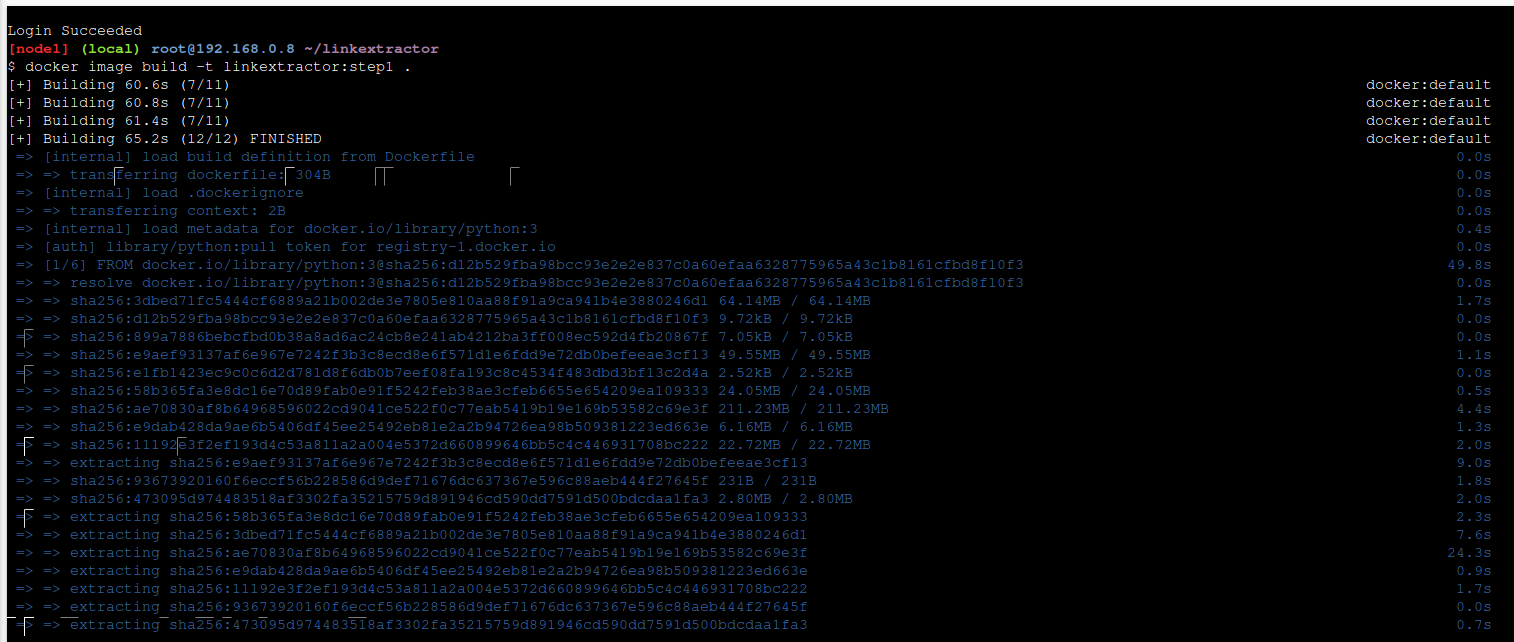 Login Succeeded
[node1] (local) root@192.168.0.8 ~/linkextractor
$ docker image build -t linkextractor:step1 .
[+] Building 60.6s (7/11) docker:default
[+] Building 60.8s (7/11) docker:default
[+] Building 61.4s (7/11) docker:default
[+] Building 65.2s (12/12) FINISHED docker:default
=> [internal] load build definition from Dockerfile 0.0s
=> => transferring dockerfile: 304B 0.0s
=> [internal] load .dockerignore 0.0s
=> => transferring context: 2B 0.0s
=> [internal] load metadata for docker.io/library/python:3 0.4s
=> [auth] library/python:pull token for registry-1.docker.io 0.0s
=> [1/6] FROM docker.io/library/python:3@sha256:d12b529fba98bcc93e2e2e837c0a60efaa6328775965a43c1b8161cfbd8f10f3 49.8s
=> => resolve docker.io/library/python:3@sha256:d12b529fba98bcc93e2e2e837c0a60efaa6328775965a43c1b8161cfbd8f10f3 0.0s
=> => sha256:3dbed71fc5444cf6889a21b002de3e7805e810aa88f91a9ca941b4e3880246d1 64.14MB / 64.14MB 1.7s
=> => sha256:d12b529fba98bcc93e2e2e837c0a60efaa6328775965a43c1b8161cfbd8f10f3 9.72kB / 9.72kB 0.0s
=> => sha256:899a7886bebcfbd0b38a8ad6ac24cb8e241ab4212ba3ff008ec592d4fb20867f 7.05kB / 7.05kB 0.0s
=> => sha256:e9aef93137af6e967e7242f3b3c8ecd8e6f571d1e6fdd9e72db0befeeae3cf13 49.55MB / 49.55MB 1.1s
=> => sha256:e1fb1423ec9c0c6d2d781d8f6db0b7eef08fa193c8c4534f483dbd3bf13c2d4a 2.52kB / 2.52kB 0.0s
=> => sha256:58b365fa3e8dc16e70d89fab0e91f5242feb38ae3cfeb6655e654209ea109333 24.05MB / 24.05MB 0.5s
=> => sha256:ae70830af8b64968596022cd9041ce522f0c77eab5419b19e169b53582c69e3f 211.23MB / 211.23MB 4.4s
=> => sha256:e9dab428da9ae6b5406df45ee25492eb81e2a2b94726ea98b509381223ed663e 6.16MB / 6.16MB 1.3s
=> => sha256:11192e3f2ef193d4c53a811a2a004e5372d660899646bb5c4c446931708bc222 22.72MB / 22.72MB 2.0s
=> => extracting sha256:e9aef93137af6e967e7242f3b3c8ecd8e6f571d1e6fdd9e72db0befeeae3cf13 9.0s
=> => sha256:93673920160f6eccf56b228586d9def71676dc637367e596c88aeb444f27645f 231B / 231B 1.8s
=> => sha256:473095d974483518af3302fa35215759d891946cd590dd7591d500bdcdaa1fa3 2.80MB / 2.80MB 2.0s
=> => extracting sha256:58b365fa3e8dc16e70d89fab0e91f5242feb38ae3cfeb6655e654209ea109333 2.3s
=> => extracting sha256:3dbed71fc5444cf6889a21b002de3e7805e810aa88f91a9ca941b4e3880246d1 7.6s
=> => extracting sha256:ae70830af8b64968596022cd9041ce522f0c77eab5419b19e169b53582c69e3f 24.3s
=> => extracting sha256:e9dab428da9ae6b5406df45ee25492eb81e2a2b94726ea98b509381223ed663e 0.9s
=> => extracting sha256:11192e3f2ef193d4c53a811a2a004e5372d660899646bb5c4c446931708bc222 1.7s
=> => extracting sha256:93673920160f6eccf56b228586d9def71676dc637367e596c88aeb444f27645f 0.0s
=> => extracting sha256:473095d974483518af3302fa35215759d891946cd590dd7591d500bdcdaa1fa3 0.7s